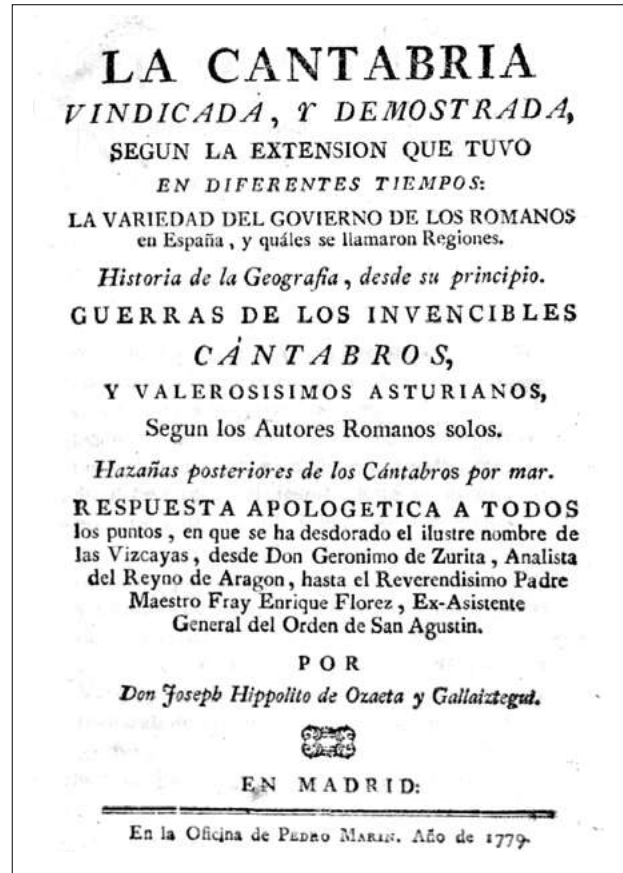 LA CANTABRIA
VINDICADA, Y DEMOSTRADA,
SEGUN LA EXTENSION QUE TUVO
EN DIFERENTES TIEMPOS:
LA VARIEDAD DEL GOVIERNO DE LOS ROMANOS
en España, y quáles se llamaron Regiones.
Historia de la Geografia, desde su principio.
GUERRAS DE LOS INVENCIBLES
CÁNTABROS,
Y VALEROSISIMOS ASTURIANOS,
Segun los Autores Romanos solos.
Hazañas posteriores de los Cántabros por mar.
RESPUESTA APOLOGETICA A TODOS
los puntos, en que se ha desdorado el ilustre nombre de
las Vizcayas, desde Don Geronimo de Zurita, Analista
del Reyno de Aragon, hasta el Reverendisimo Padre
Maestro Fray Enrique Florez, Ex-Asistente
General del Orden de San Agustin.
POR
Don Joseph Hippolito de Ozaeta y Gallaiztegui.
EN MADRID:
En la Oficina de PEDRO MARIN. Año de 1779.